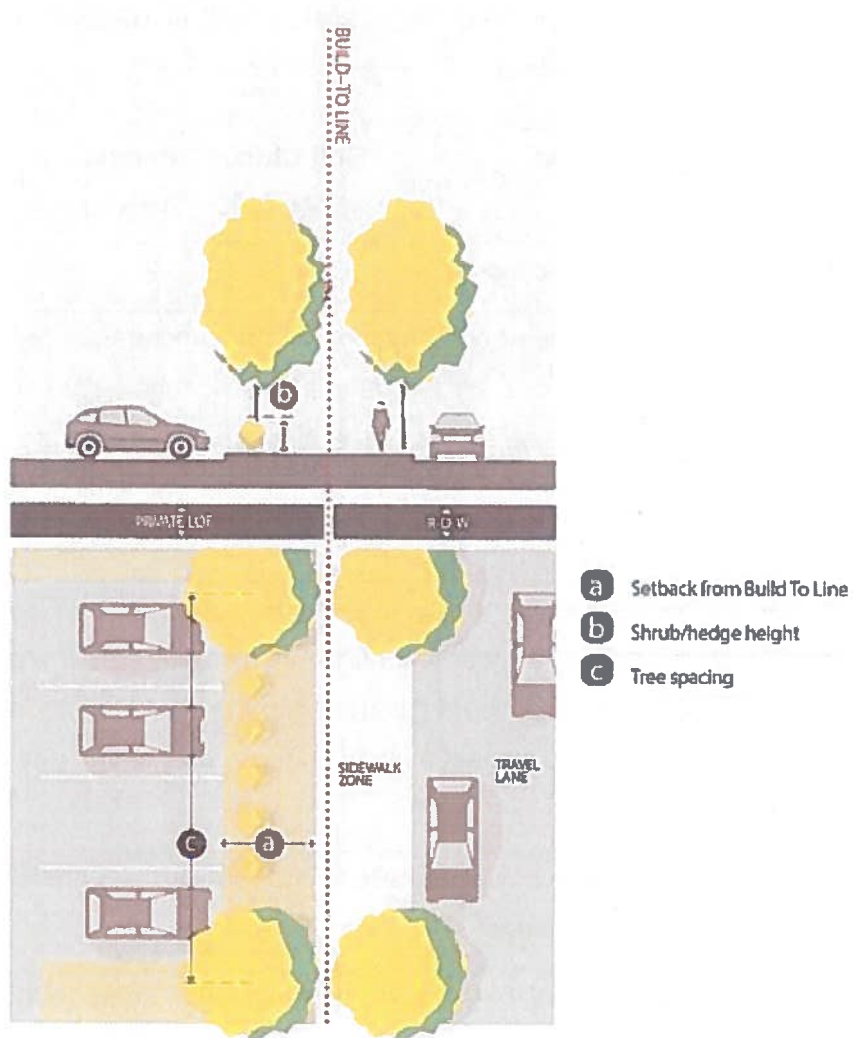 BUILD-TO LINE
b
PRIVATE LOT
R-O-W
a Setback from Build To Line
b Shrub/hedge height
c Tree spacing
SIDEWALK
ZONE
TRAVEL
LANE
c
a